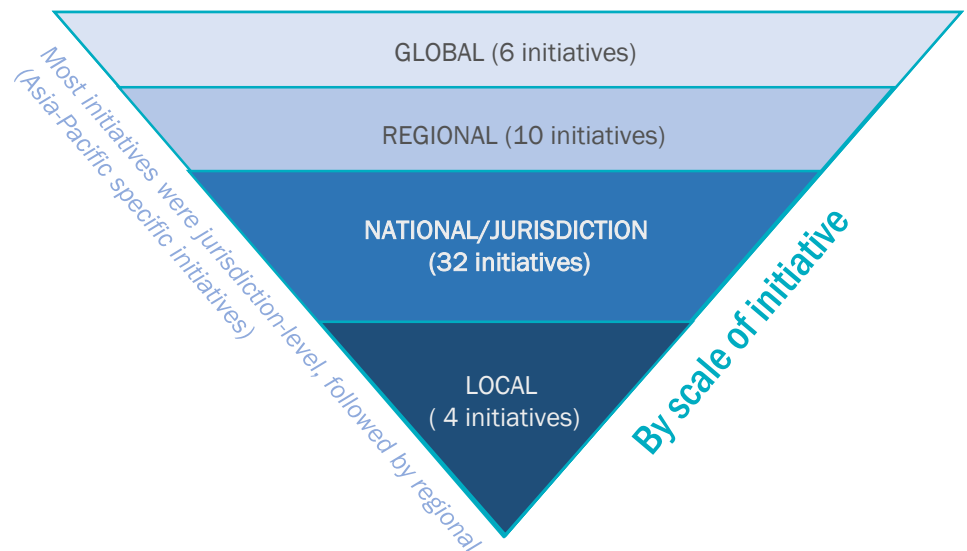 GLOBAL (6 initiatives)
REGIONAL (10 initiatives)
NATIONAL/JURISDICTION
(32 initiatives)
LOCAL
( 4 initiatives)
Most initiatives were jurisdiction-level, followed by regional
(Asia-Pacific specific initiatives)
By scale of initiative